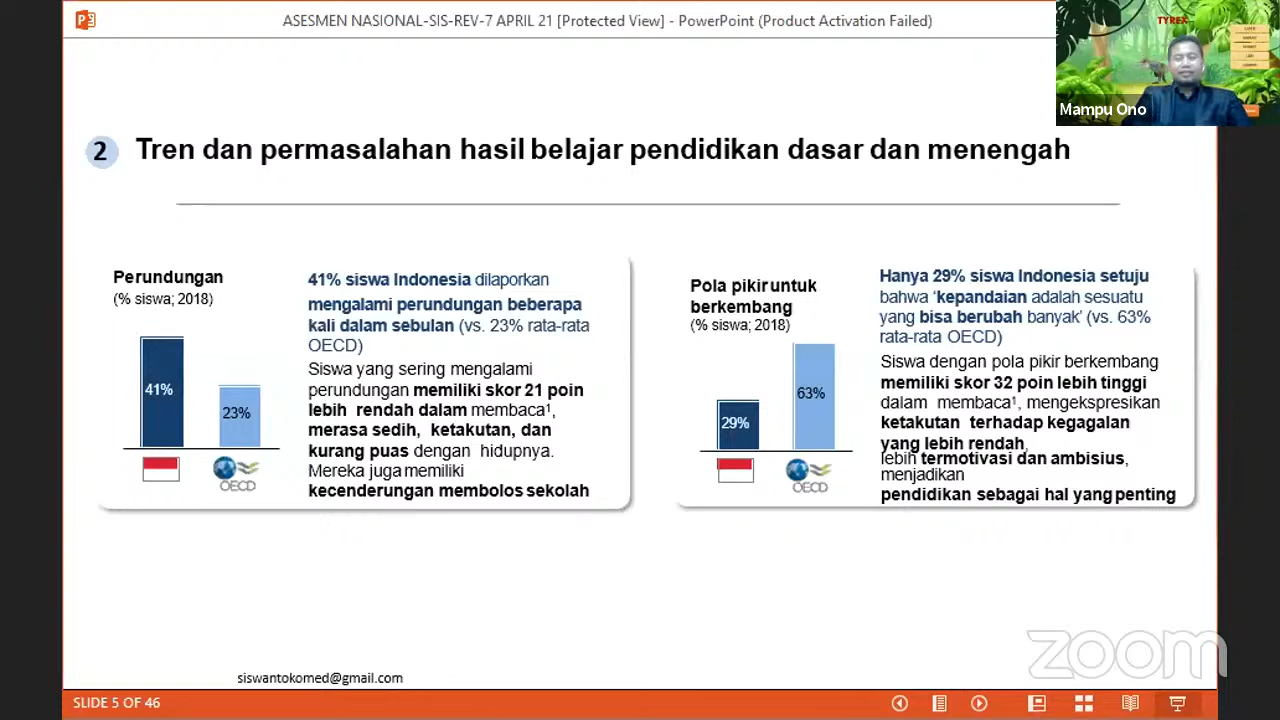 ASESMEN NASIONAL-SIS-REV-7 APRIL 21 [Protected View] - PowerPoint (Product Activation Failed)
TYREX
Mampu Ono
2 Tren dan permasalahan hasil belajar pendidikan dasar dan menengah
Perundungan
(% siswa; 2018)
41%
23%
OECD
41% siswa Indonesia dilaporkan
mengalami perundungan beberapa
kali dalam sebulan (vs. 23% rata-rata
OECD)
Siswa yang sering mengalami
perundungan memiliki skor 21 poin
lebih rendah dalam membaca¹,
merasa sedih, ketakutan, dan
kurang puas dengan hidupnya.
Mereka juga memiliki
kecenderungan membolos sekolah
Pola pikir untuk
berkembang
(% siswa; 2018)
29%
63%
OECD
Hanya 29% siswa Indonesia setuju
bahwa ‘kepandaian adalah sesuatu
yang bisa berubah banyak’ (vs. 63%
rata-rata OECD)
Siswa dengan pola pikir berkembang
memiliki skor 32 poin lebih tinggi
dalam membaca¹, mengekspresikan
ketakutan terhadap kegagalan
yang lebih rendah,
lebih termotivasi dan ambisius,
menjadikan
pendidikan sebagai hal yang penting
siswantokomed@gmail.com
zoom
SLIDE 5 OF 46